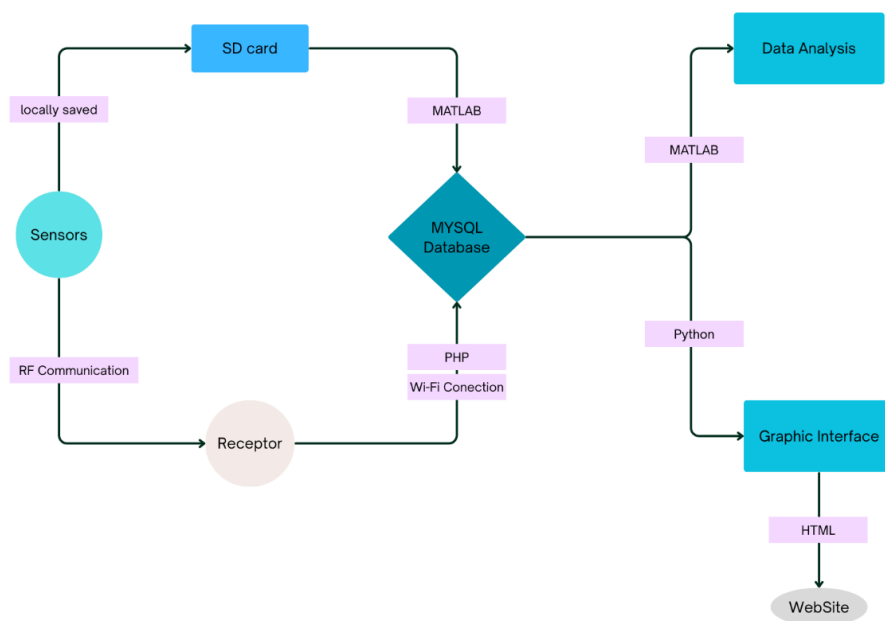 SD card
Data Analysis
locally saved
MATLAB
MATLAB
Sensors
MYSQL
Database
Python
PHP
RF Communication
Wi-Fi Conection
Receptor
Graphic Interface
HTML
WebSite